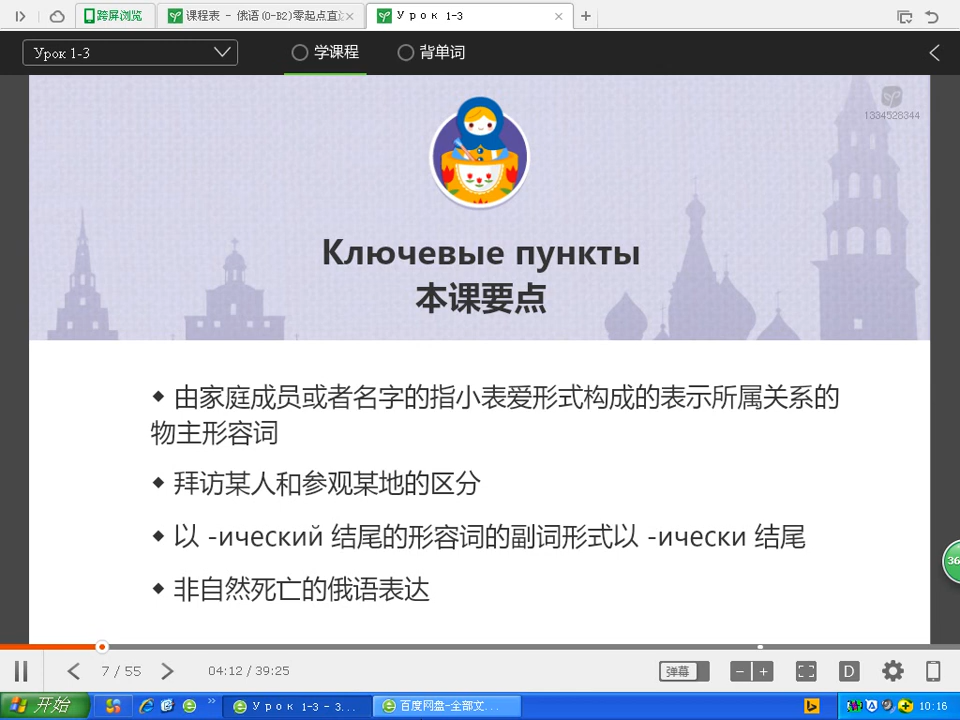 跨屏浏览
课程表 - 俄语(0-B2)零起点直
Урок 1-3
Урок 1-3
学课程
背单词
1334528344
Ключевые пункты
本课要点
由家庭成员或者名字的指小表爱形式构成的表示所属关系的
物主形容词
拜访某人和参观某地的区分
以 -ический 结尾的形容词的副词形式以 -ически 结尾
非自然死亡的俄语表达
36
7 / 55
04:12 / 39:25
弹幕
D
开始
Урок 1-3 - 3...
百度网盘-全部文...
10:16